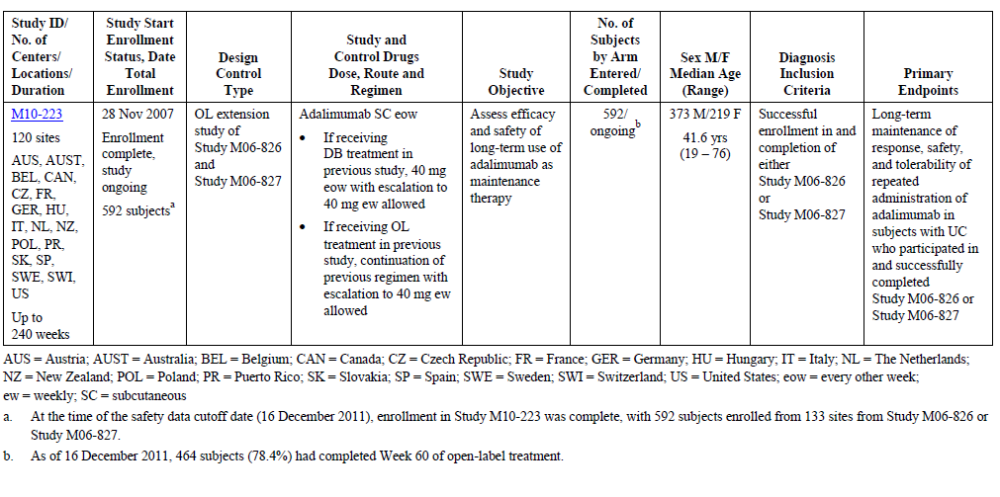 Study ID/
No. of
Centers/
Locations/
Duration
Study Start
Enrollment
Status, Date
Total
Enrollment
Design
Control
Type
Study and
Control Drugs
Dose, Route and
Regimen
Study
Objective
No. of
Subjects
by Arm
Entered/
Completed
Sex M/F
Median Age
(Range)
Diagnosis
Inclusion
Criteria
Primary
Endpoints
M10-223
120 sites
AUS, AUST,
BEL, CAN,
CZ, FR,
GER, HU,
IT, NL, NZ,
POL, PR,
SK, SP,
SWE, SWI,
US
Up to
240 weeks
28 Nov 2007
Enrollment
complete,
study
ongoing
592 subjectsa
OL extension
study of
Study M06-826
and
Study M06-827
Adalimumab SC eow
• If receiving
DB treatment in
previous study, 40 mg
eow with escalation to
40 mg ew allowed
• If receiving OL
treatment in previous
study, continuation of
previous regimen with
escalation to 40 mg ew
allowed
Assess efficacy
and safety of
long-term use of
adalimumab as
maintenance
therapy
592/
ongoingb
373 M/219 F
41.6 yrs
(19 – 76)
Successful
enrollment in and
completion of
either
Study M06-826
or
Study M06-827
Long-term
maintenance of
response, safety,
and tolerability of
repeated
administration of
adalimumab in
subjects with UC
who participated in
and successfully
completed
Study M06-826 or
Study M06-827
AUS = Austria; AUST = Australia; BEL = Belgium; CAN = Canada; CZ = Czech Republic; FR = France; GER = Germany; HU = Hungary; IT = Italy; NL = The Netherlands;
NZ = New Zealand; POL = Poland; PR = Puerto Rico; SK = Slovakia; SP = Spain; SWE = Sweden; SWI = Switzerland; US = United States; eow = every other week;
ew = weekly; SC = subcutaneous
a. At the time of the safety data cutoff date (16 December 2011), enrollment in Study M10-223 was complete, with 592 subjects enrolled from 133 sites from Study M06-826 or
Study M06-827.
b. As of 16 December 2011, 464 subjects (78.4%) had completed Week 60 of open-label treatment.